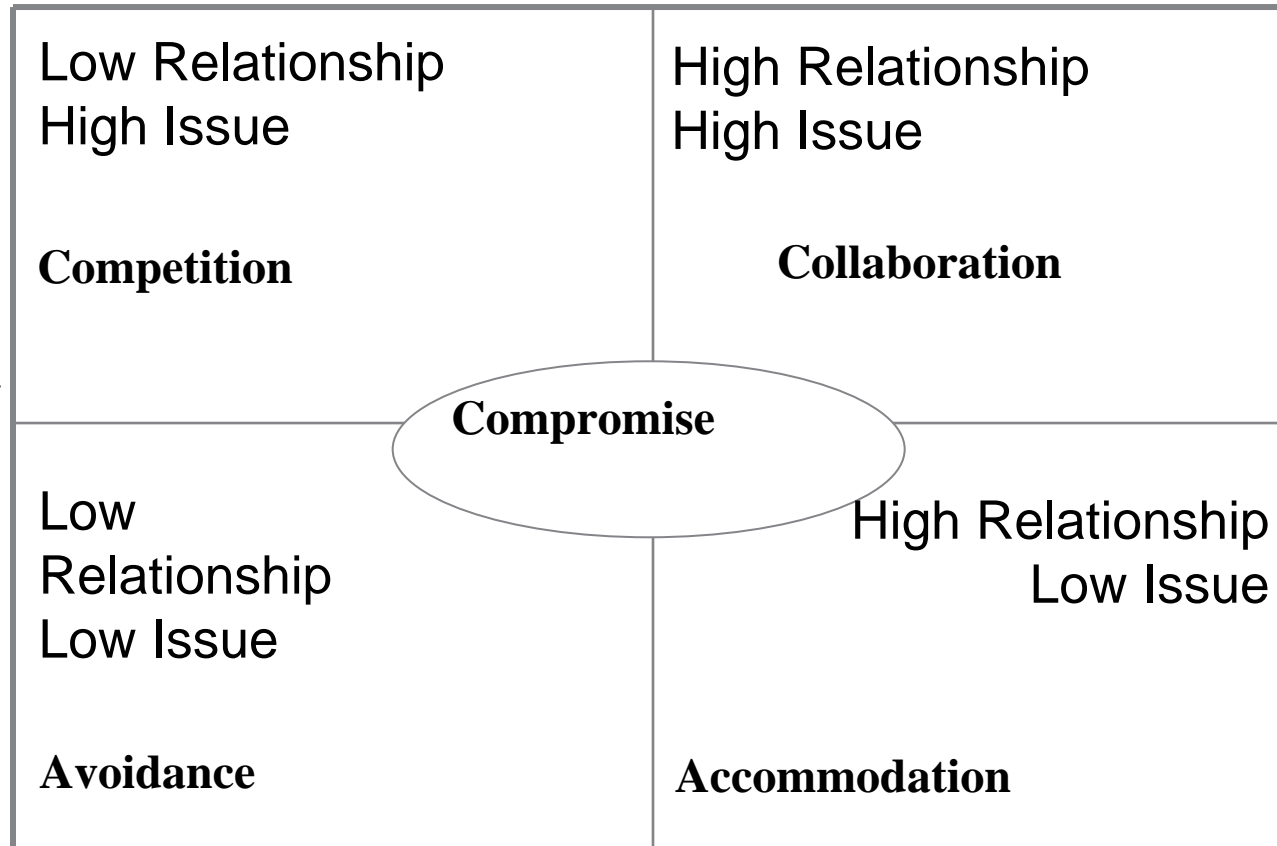 Low Relationship
High Issue
Competition
High Relationship
High Issue
Collaboration
Compromise
Low
Relationship
Low Issue
Avoidance
High Relationship
Low Issue
Accommodation